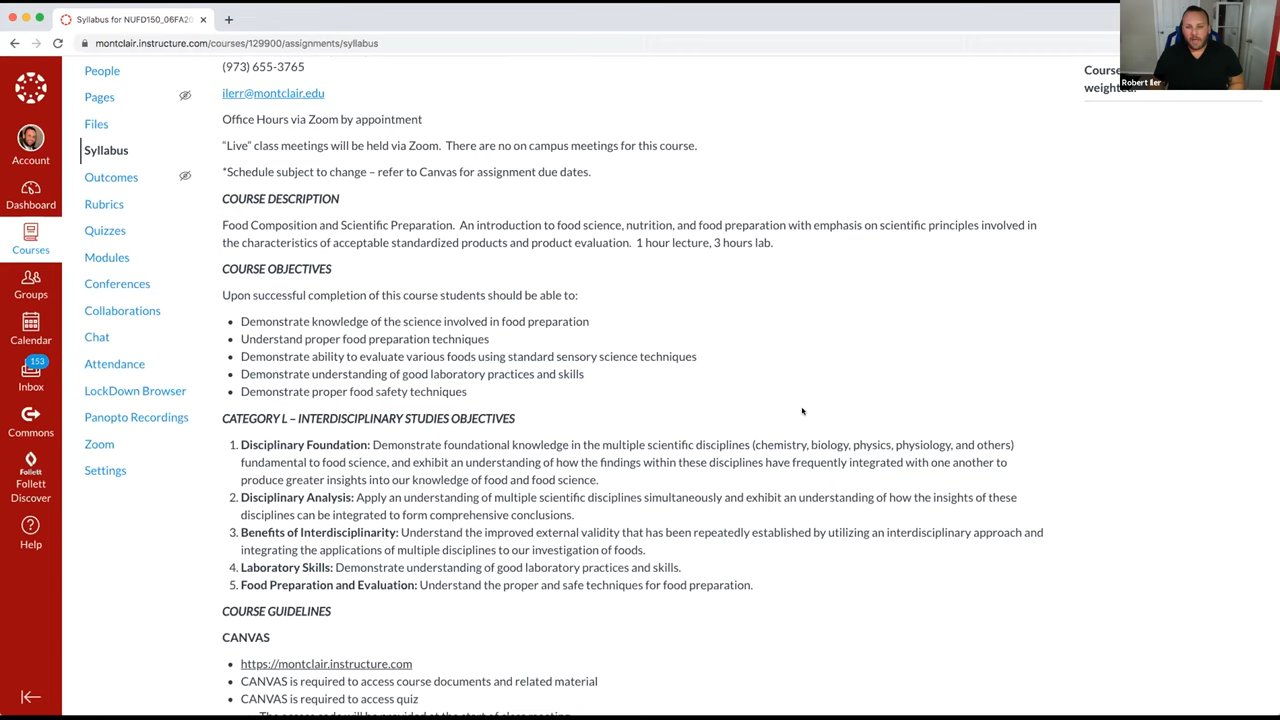 Syllabus for NUFD150_06FA20
montclair.instructure.com/courses/129900/assignments/syllabus
Robert Iler
Account
Dashboard
Courses
Groups
Calendar
153
Inbox
Commons
Follett
Follett
Discover
Help
People
Pages
Files
Syllabus
Outcomes
Rubrics
Quizzes
Modules
Conferences
Collaborations
Chat
Attendance
LockDown Browser
Panopto Recordings
Zoom
Settings
(973) 655-3765
ilerr@montclair.edu
Office Hours via Zoom by appointment
“Live” class meetings will be held via Zoom.  There are no on campus meetings for this course.
*Schedule subject to change – refer to Canvas for assignment due dates.
COURSE DESCRIPTION
Food Composition and Scientific Preparation.  An introduction to food science, nutrition, and food preparation with emphasis on scientific principles involved in
the characteristics of acceptable standardized products and product evaluation.  1 hour lecture, 3 hours lab.
COURSE OBJECTIVES
Upon successful completion of this course students should be able to:
• Demonstrate knowledge of the science involved in food preparation
• Understand proper food preparation techniques
• Demonstrate ability to evaluate various foods using standard sensory science techniques
• Demonstrate understanding of good laboratory practices and skills
• Demonstrate proper food safety techniques
CATEGORY L – INTERDISCIPLINARY STUDIES OBJECTIVES
1. Disciplinary Foundation: Demonstrate foundational knowledge in the multiple scientific disciplines (chemistry, biology, physics, physiology, and others)
fundamental to food science, and exhibit an understanding of how the findings within these disciplines have frequently integrated with one another to
produce greater insights into our knowledge of food and food science.
2. Disciplinary Analysis: Apply an understanding of multiple scientific disciplines simultaneously and exhibit an understanding of how the insights of these
disciplines can be integrated to form comprehensive conclusions.
3. Benefits of Interdisciplinarity: Understand the improved external validity that has been repeatedly established by utilizing an interdisciplinary approach and
integrating the applications of multiple disciplines to our investigation of foods.
4. Laboratory Skills: Demonstrate understanding of good laboratory practices and skills.
5. Food Preparation and Evaluation: Understand the proper and safe techniques for food preparation.
COURSE GUIDELINES
CANVAS
• https://montclair.instructure.com
• CANVAS is required to access course documents and related material
• CANVAS is required to access quiz
The access code will be provided at the start of class meeting
Course
weighted.